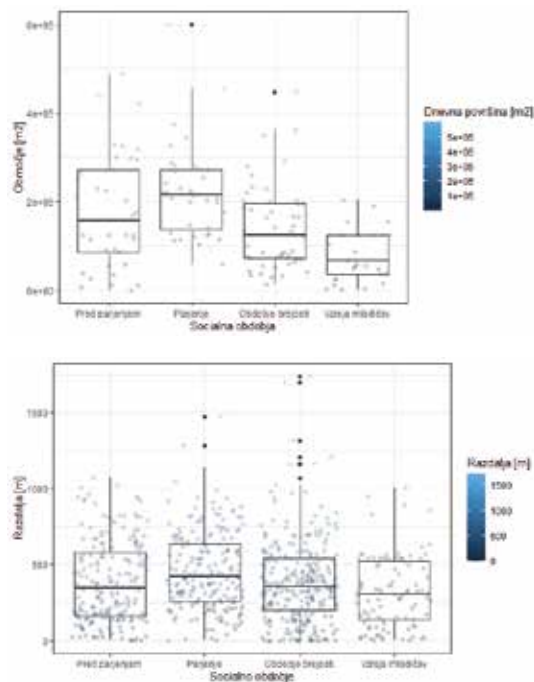 6e+05
4e+05
2e+05
0e+00
Območje [m2]
Pred parjenjem
Parjenje
Obdobje brejosti
Vzreja mladičev
Socialna obdobja
Dnevna površina [m2]
5e+05
4e+05
3e+05
2e+05
1e+05
1500
1000
500
0
Razdalja [m]
Pred parjenjem
Parjenje
Obdobje brejosti
Vzreja mladičev
Socialno obdobje
Razdalja [m]
1500
1000
500
0